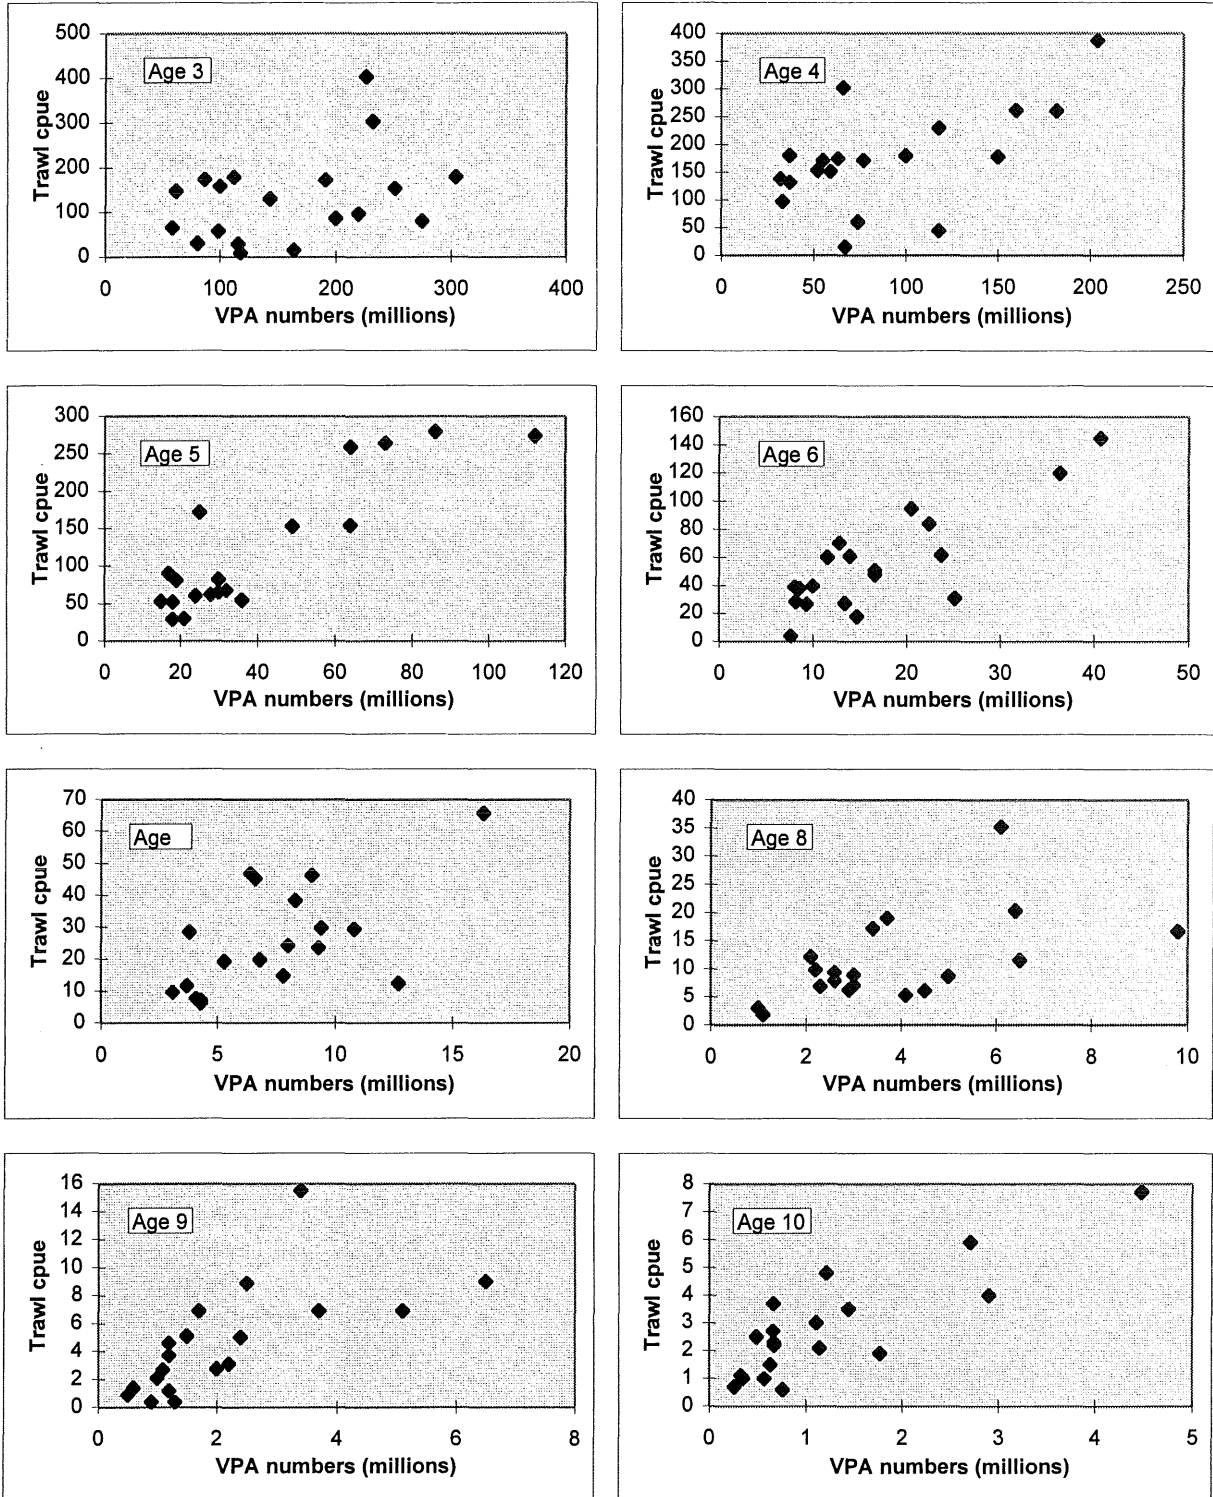 500
400
300
200
100
0
Trawl cpue
Age 3
0 100 200 300 400
VPA numbers (millions)
400
350
300
250
200
150
100
50
0
Trawl cpue
Age 4
0 50 100 150 200 250
VPA numbers (millions)
300
250
200
150
100
50
0
Trawl cpue
Age 5
0 20 40 60 80 100 120
VPA numbers (millions)
160
140
120
100
80
60
40
20
0
Trawl cpue
Age 6
0 10 20 30 40 50
VPA numbers (millions)
70
60
50
40
30
20
10
0
Trawl cpue
Age
0 5 10 15 20
VPA numbers (millions)
40
35
30
25
20
15
10
5
0
Trawl cpue
Age 8
0 2 4 6 8 10
VPA numbers (millions)
16
14
12
10
8
6
4
2
0
Trawl cpue
Age 9
0 2 4 6 8
VPA numbers (millions)
8
7
6
5
4
3
2
1
0
Trawl cpue
Age 10
0 1 2 3 4 5
VPA numbers (millions)